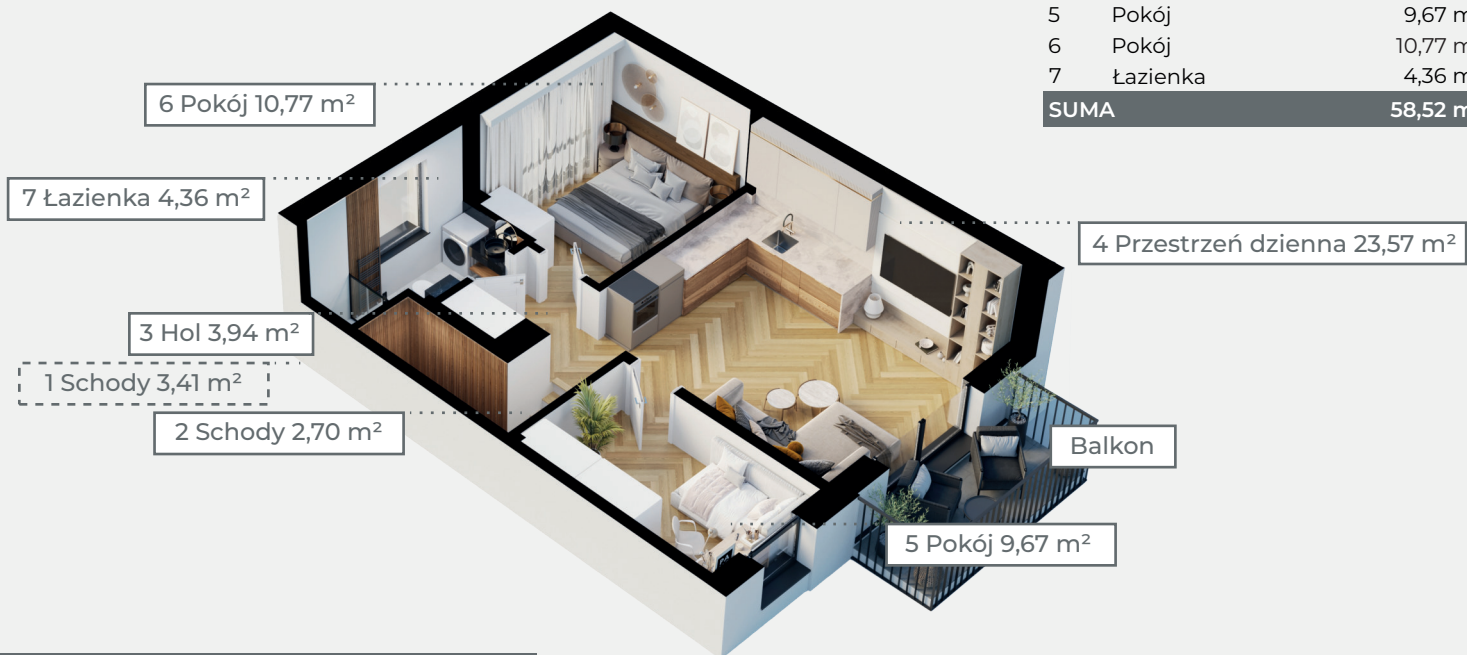 5 Pokój 9,67 m
6 Pokój 10,77 m
7 Łazienka 4,36 m
SUMA 58,52 m
6 Pokój 10,77 m²
7 Łazienka 4,36 m²
4 Przestrzeń dzienna 23,57 m²
3 Hol 3,94 m²
1 Schody 3,41 m²
2 Schody 2,70 m²
Balkon
5 Pokój 9,67 m²